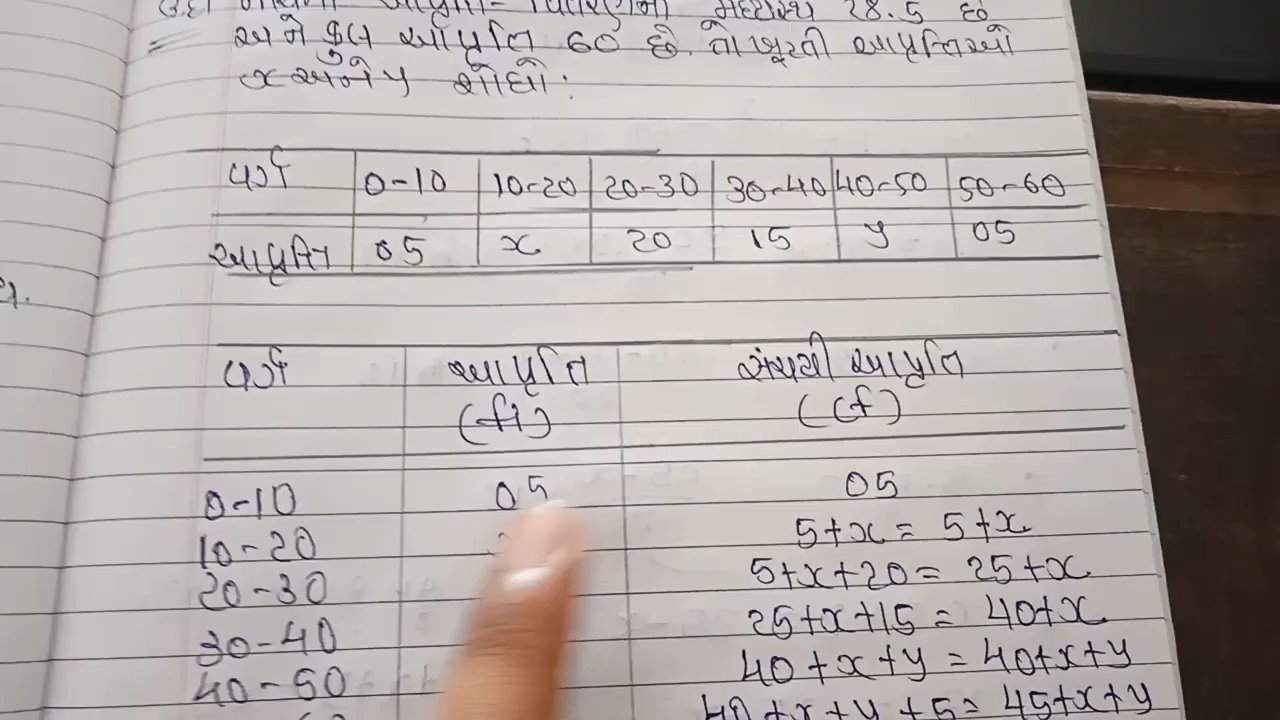 મધ્યસ્થ 28.5 છે
અને કુલ આવૃત્તિ 60 છે. તો ખૂટતી આવૃત્તિઓ
x અને y શોધો:
વર્ગ 0-10 10-20 20-30 30-40 40-50 50-60
આવૃત્તિ 05 x 20 15 y 05
વર્ગ આવૃત્તિ સંચયી આવૃત્તિ
(fi) (cf)
0-10 05 05
10-20 5+x = 5+x
20-30 5+x+20 = 25+x
30-40 25+x+15 = 40+x
40-50 40+x+y = 40+x+y
40+x+y+5 = 45+x+y